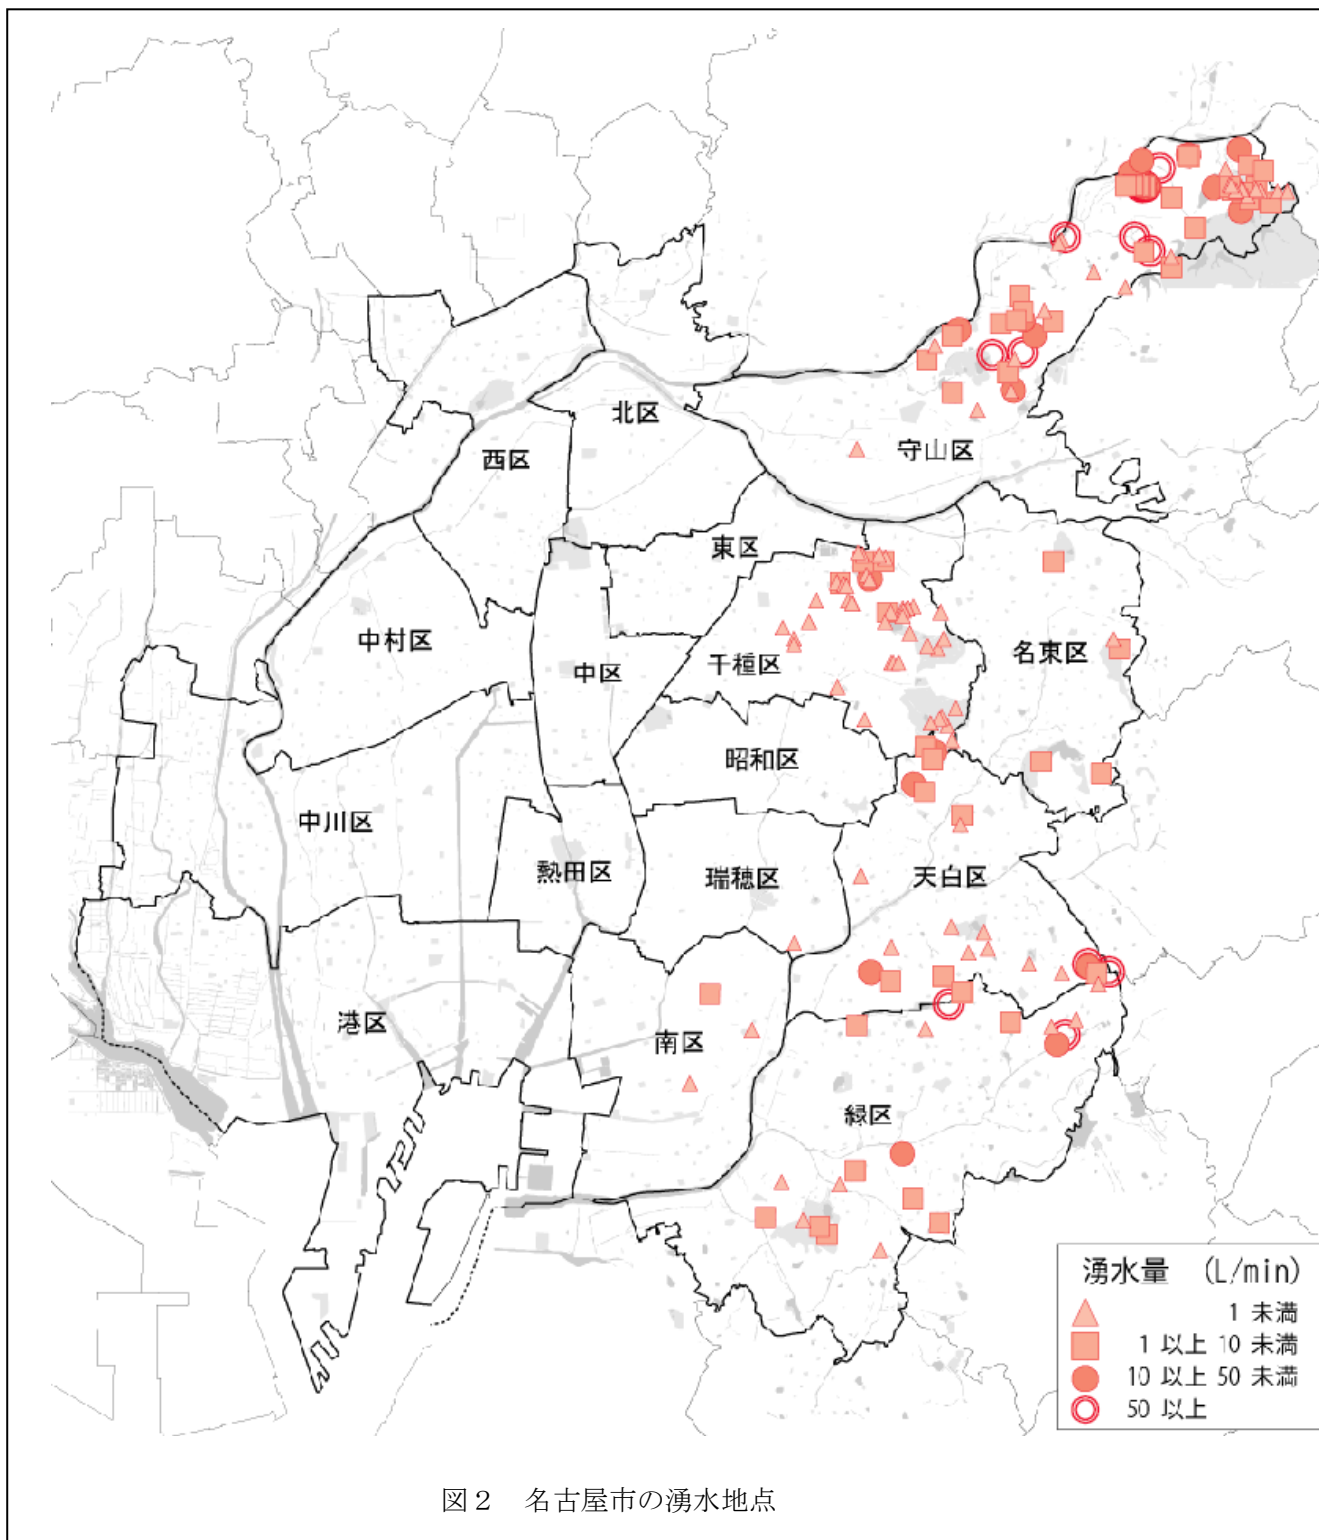 北区
西区
守山区
東区
中村区
中区
千種区
名東区
昭和区
中川区
熱田区
瑞穂区
天白区
港区
南区
緑区
湧水量 (L/min)
1 未満
1 以上 10 未満
10 以上 50 未満
50 以上
図2 名古屋市の湧水地点